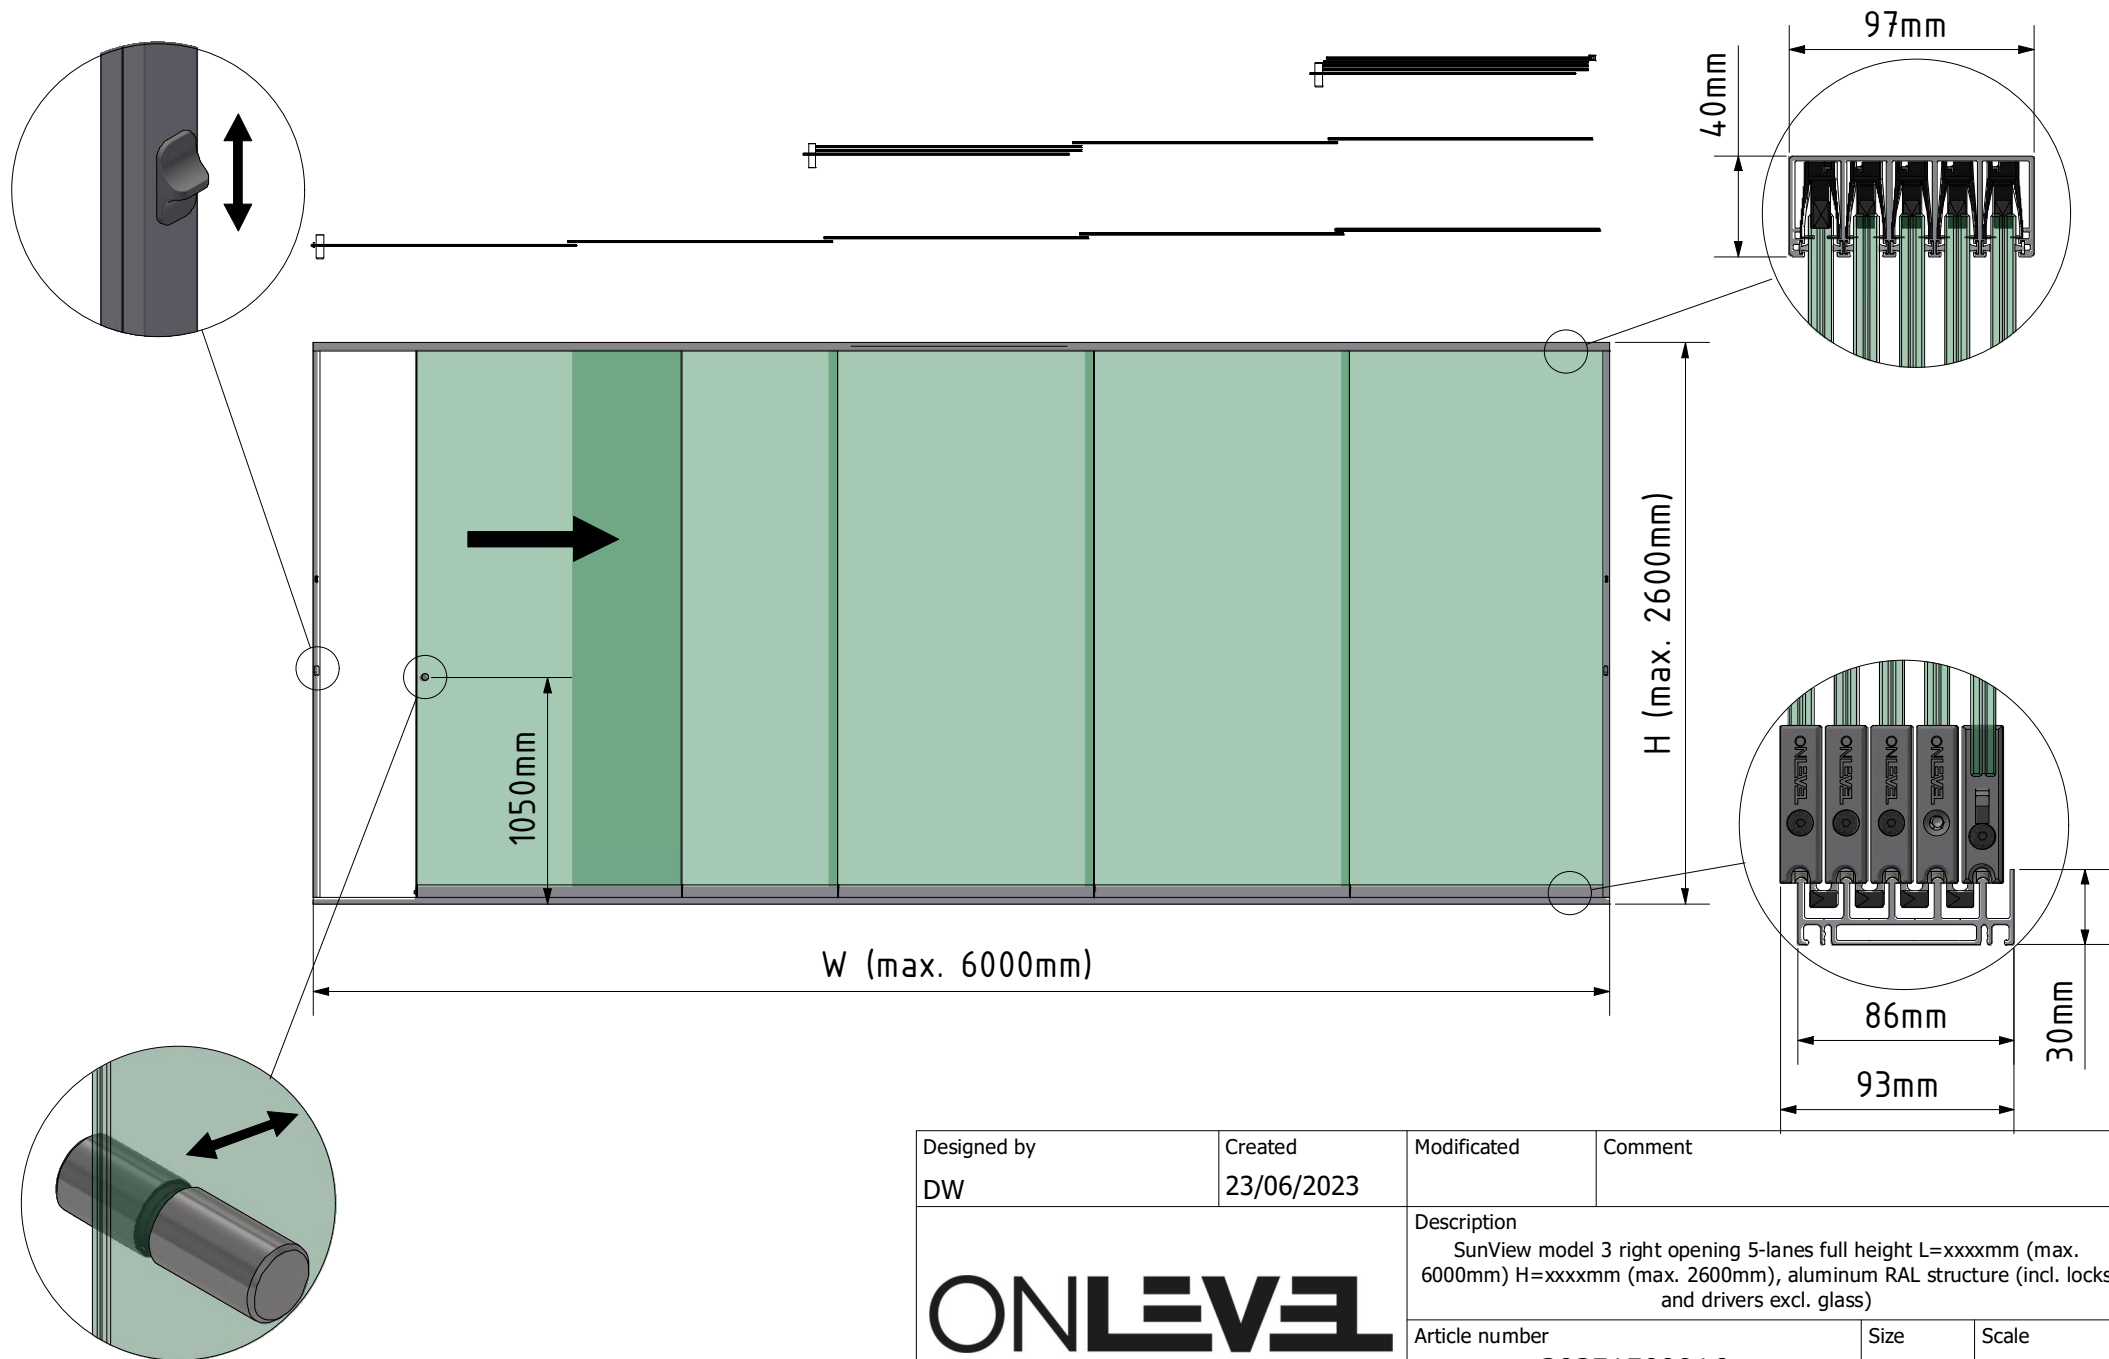 97mm
40mm
H (max. 2600mm)
1050mm
W (max. 6000mm)
ONLEVEL
ONLEVEL
ONLEVEL
ONLEVEL
86mm
30mm
93mm
Designed by
DW
Created
23/06/2023
Modificated
Comment
Description
SunView model 3 right opening 5-lanes full height L=xxxxmm (max.
6000mm) H=xxxxmm (max. 2600mm), aluminum RAL structure (incl. locks
and drivers excl. glass)
ONLEVEL
Article number
Size
Scale